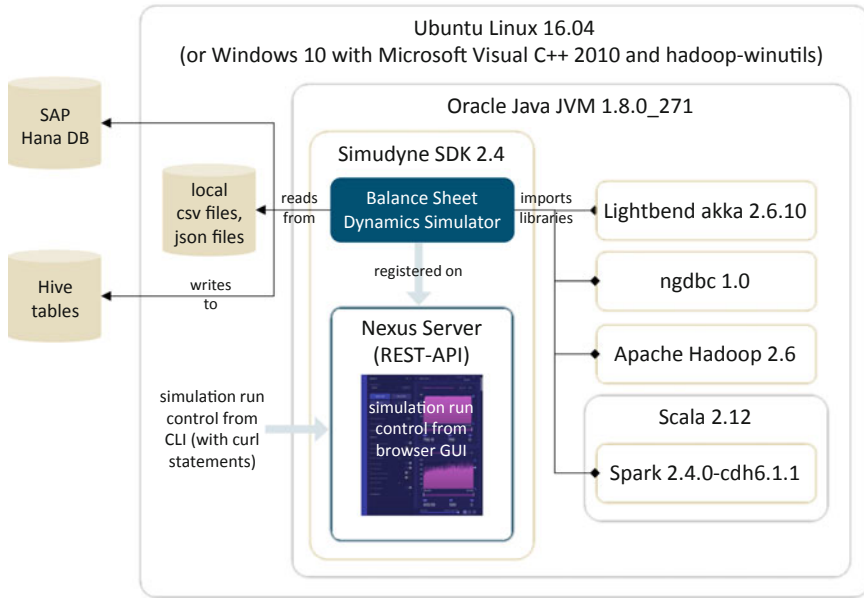 Ubuntu Linux 16.04
(or Windows 10 with Microsoft Visual C++ 2010 and hadoop-winutils)
SAP
Hana DB
Oracle Java JVM 1.8.0_271
Simudyne SDK 2.4
local
csv files,
json files
reads
from
Balance Sheet
Dynamics Simulator
imports
libraries
Lightbend akka 2.6.10
registered on
ngdbc 1.0
Hive
tables
writes
to
Nexus Server
(REST-API)
Apache Hadoop 2.6
simulation run
control from
CLI (with curl
statements)
simulation run
control from
browser GUI
Scala 2.12
Spark 2.4.0-cdh6.1.1